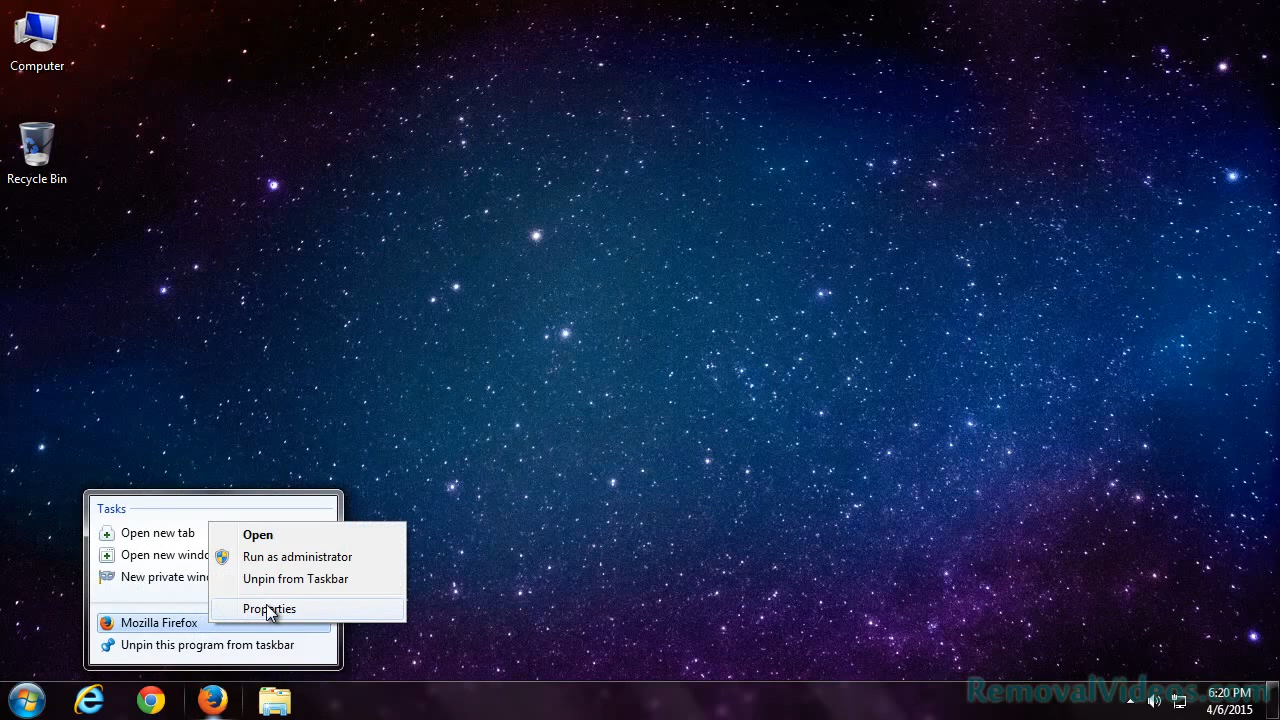 Computer
Recycle Bin
Tasks
Open new tab
Open new windo
New private win
Mozilla Firefox
Unpin this program from taskbar
Open
Run as administrator
Unpin from Taskbar
Properties
RemovalVideos.com
6:20 PM
4/6/2015